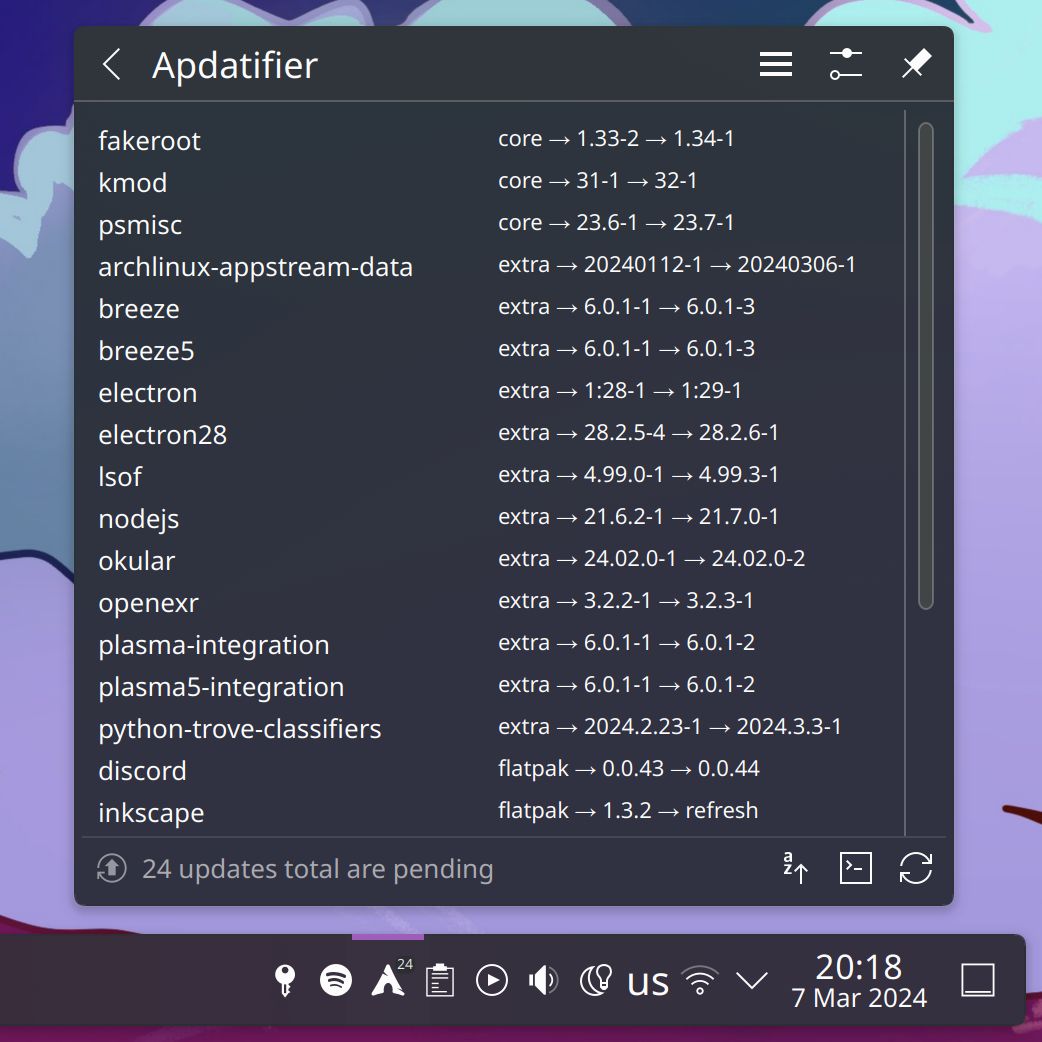 Apdatifier
fakeroot core → 1.33-2 → 1.34-1
kmod core → 31-1 → 32-1
psmisc core → 23.6-1 → 23.7-1
archlinux-appstream-data extra → 20240112-1 → 20240306-1
breeze extra → 6.0.1-1 → 6.0.1-3
breeze5 extra → 6.0.1-1 → 6.0.1-3
electron extra → 1:28-1 → 1:29-1
electron28 extra → 28.2.5-4 → 28.2.6-1
lsof extra → 4.99.0-1 → 4.99.3-1
nodejs extra → 21.6.2-1 → 21.7.0-1
okular extra → 24.02.0-1 → 24.02.0-2
openexr extra → 3.2.2-1 → 3.2.3-1
plasma-integration extra → 6.0.1-1 → 6.0.1-2
plasma5-integration extra → 6.0.1-1 → 6.0.1-2
python-trove-classifiers extra → 2024.2.23-1 → 2024.3.3-1
discord flatpak → 0.0.43 → 0.0.44
inkscape flatpak → 1.3.2 → refresh
24 updates total are pending
a
z
24
us
20:18
7 Mar 2024